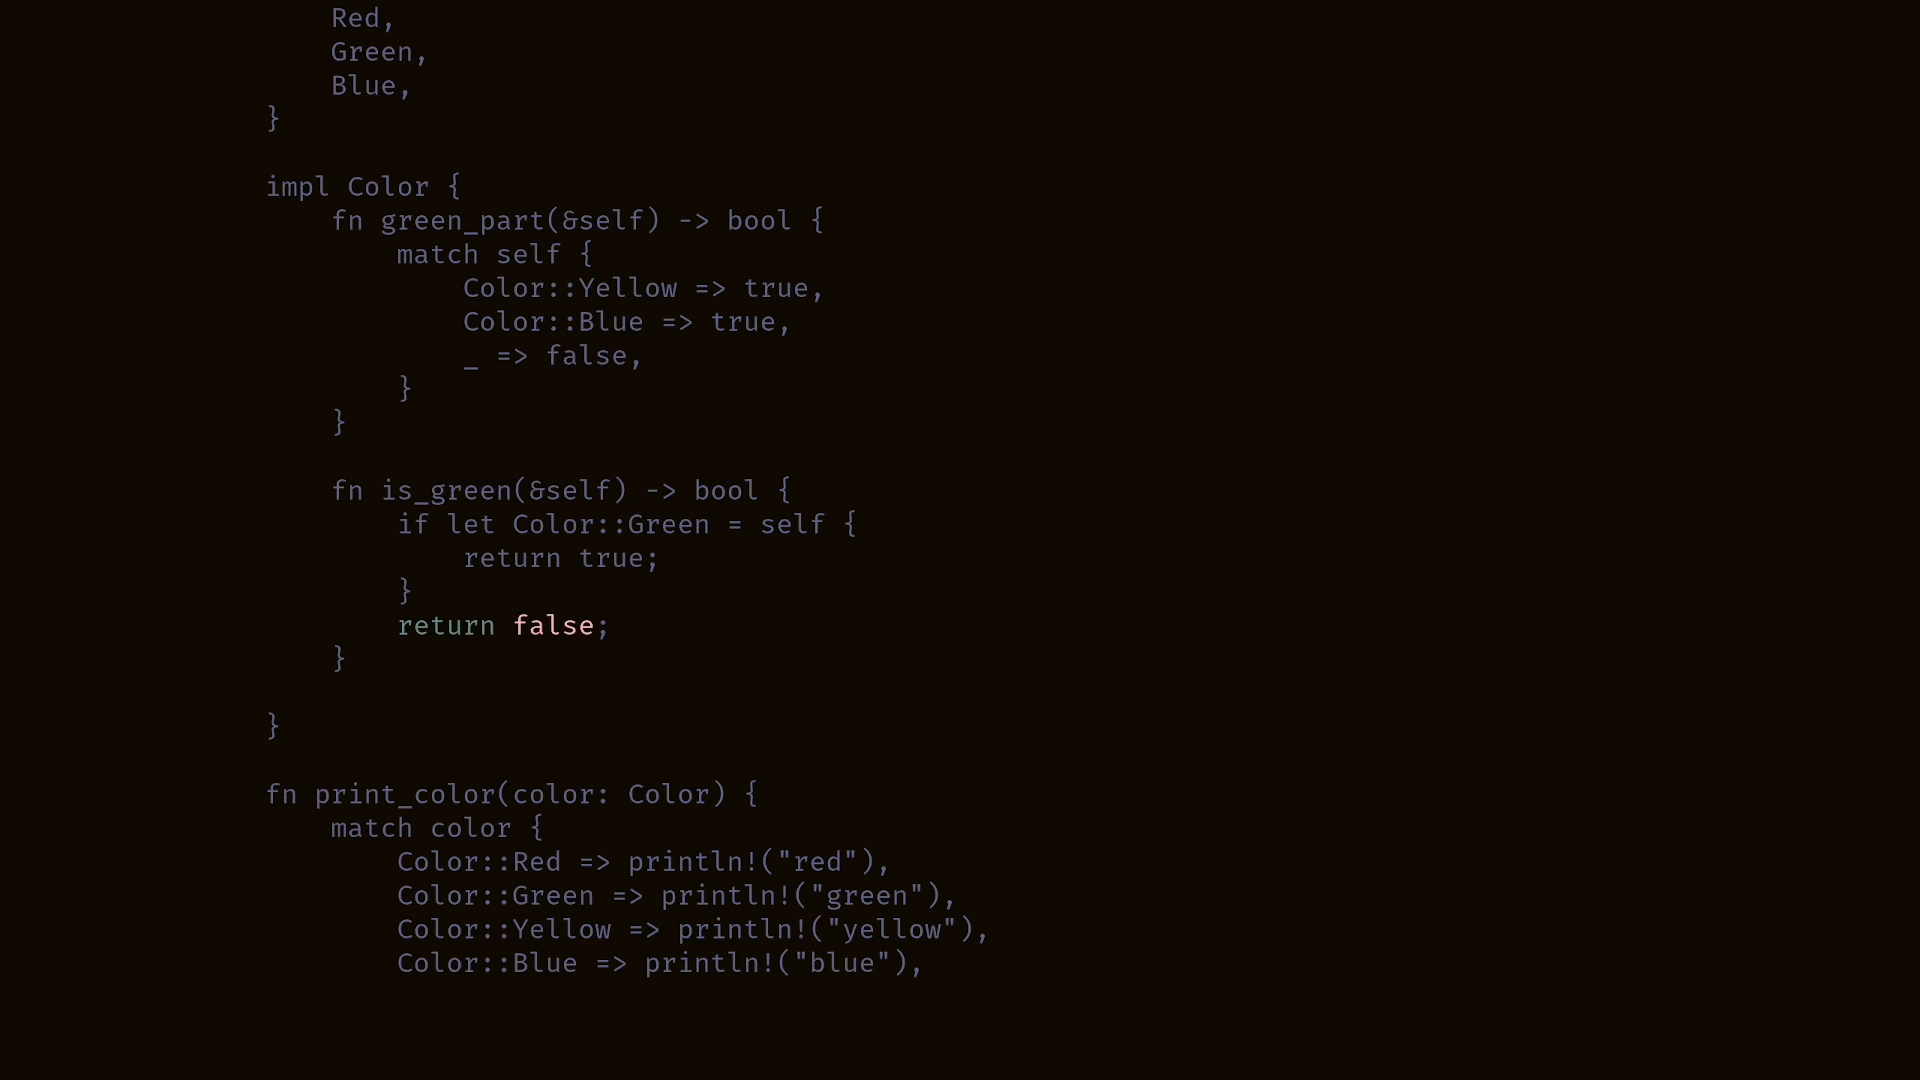 Red,
Green,
Blue,
}
impl Color {
fn green_part(&self) -> bool {
match self {
Color::Yellow => true,
Color::Blue => true,
_ => false,
}
}
fn is_green(&self) -> bool {
if let Color::Green = self {
return true;
}
return false;
}
}
fn print_color(color: Color) {
match color {
Color::Red => println!("red"),
Color::Green => println!("green"),
Color::Yellow => println!("yellow"),
Color::Blue => println!("blue"),